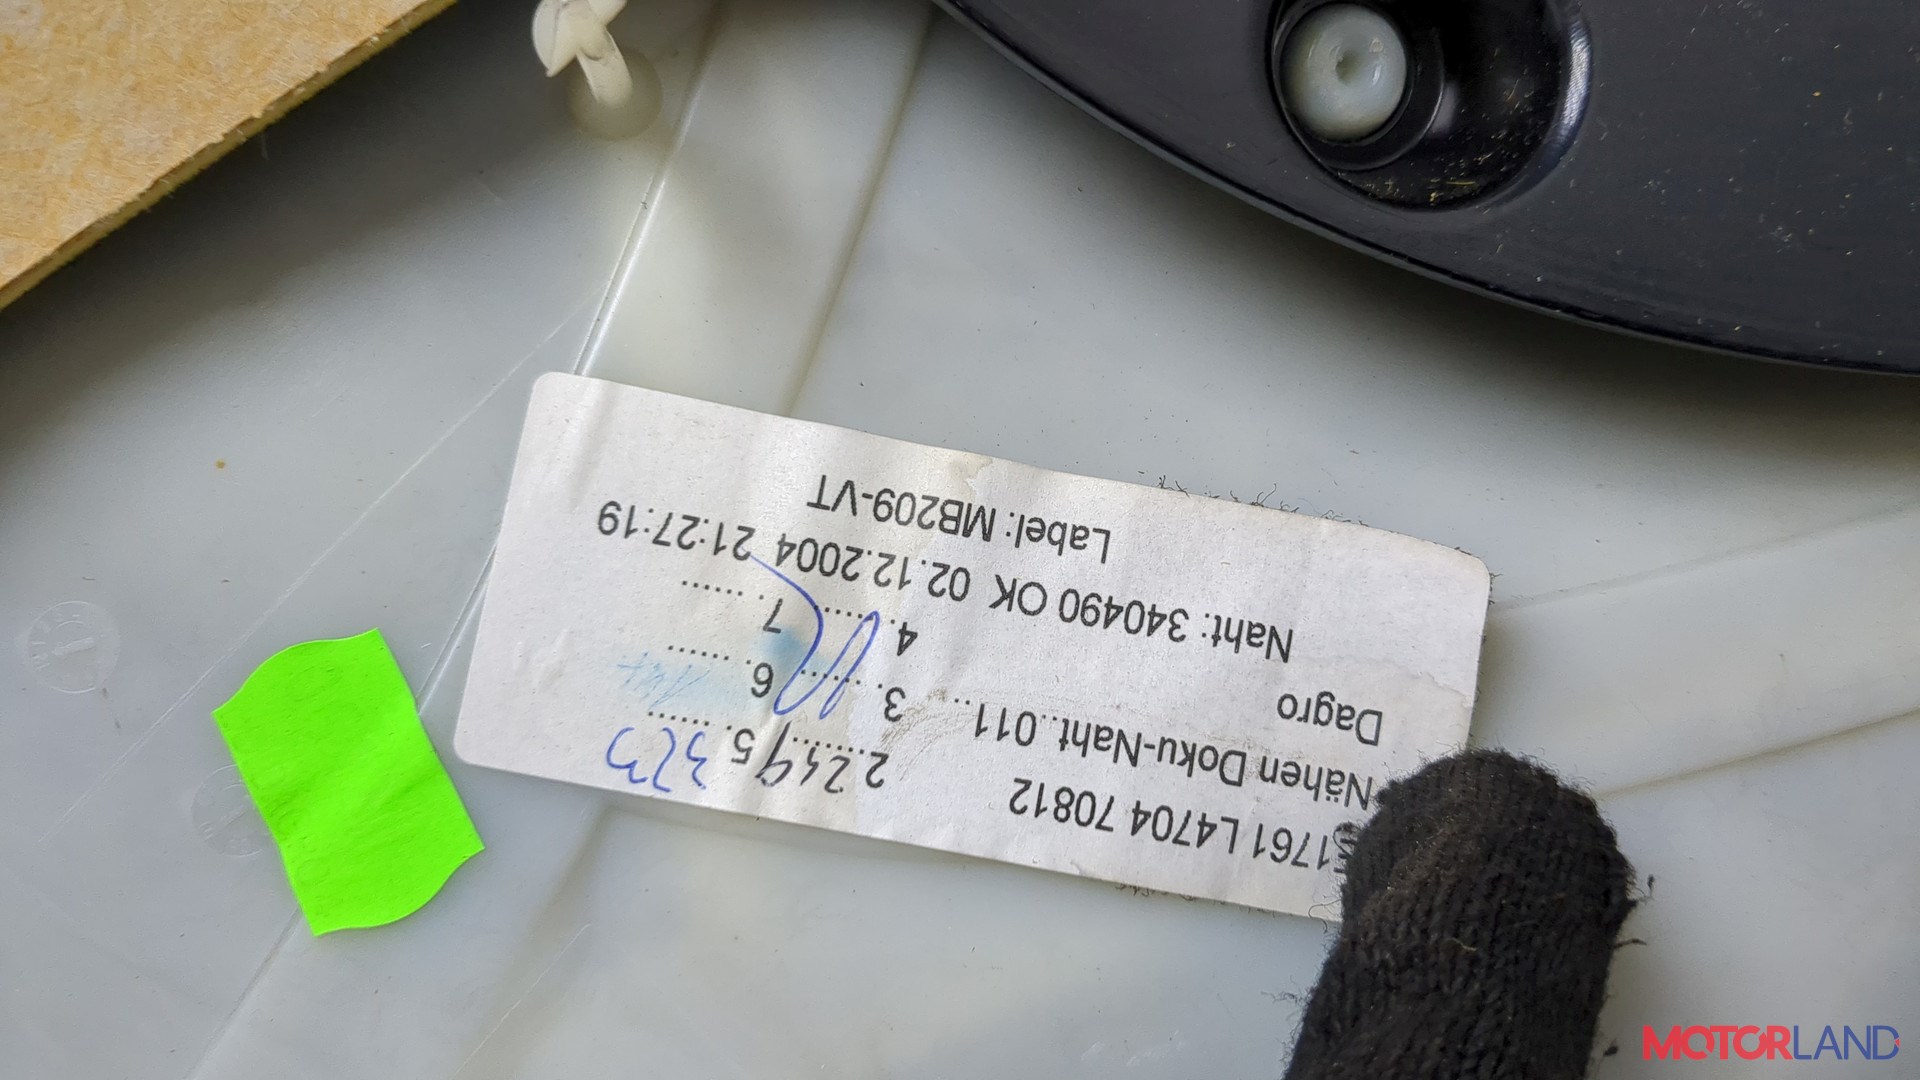 1761 L4704 70812
Nähen Doku-Naht..011....
Dagro
2.......... 5. ........ 323
3. ........ 6. ......
4. ........ 7. ......
Naht: 340490 OK 02.12.2004 21:27:19
Label: MB209-VT
MOTORLAND